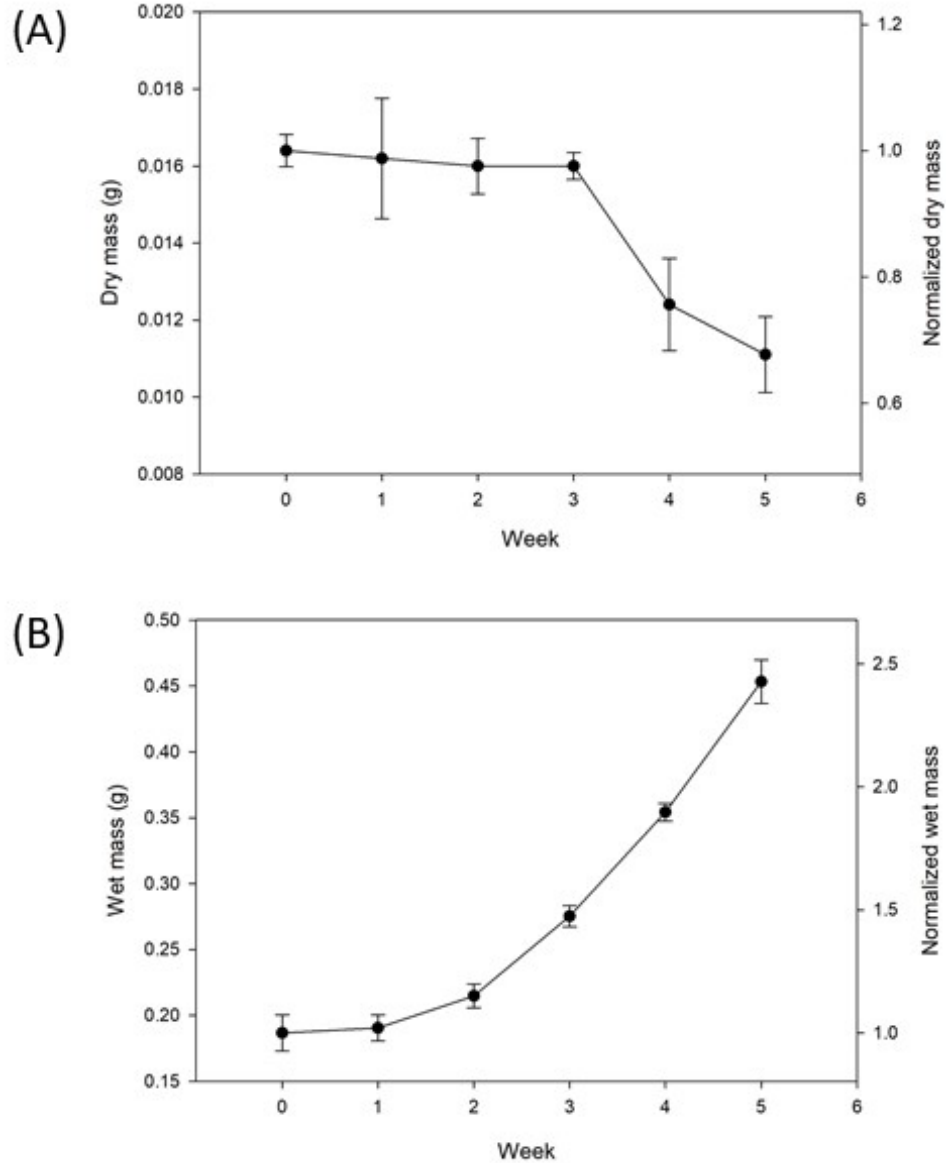 (A)
0.020
0.018
0.016
0.014
0.012
0.010
0.008
Dry mass (g)
1.2
1.0
0.8
0.6
Normalized dry mass
0 1 2 3 4 5 6
Week
(B)
0.50
0.45
0.40
0.35
0.30
0.25
0.20
0.15
Wet mass (g)
2.5
2.0
1.5
1.0
Normalized wet mass
0 1 2 3 4 5 6
Week